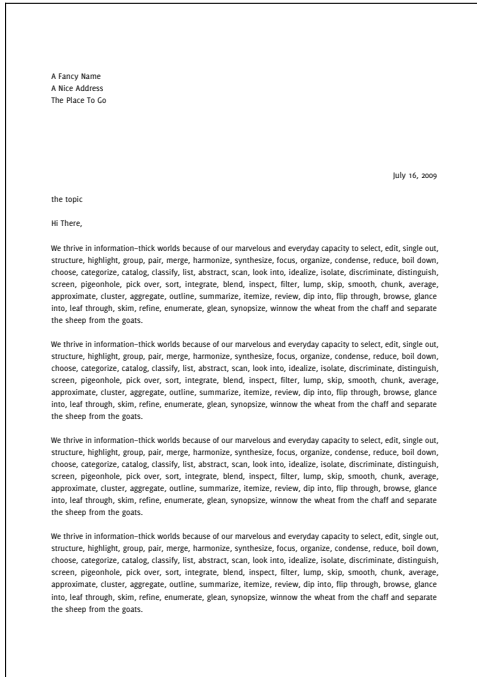 A Fancy Name
A Nice Address
The Place To Go
July 16, 2009
the topic
Hi There,
We thrive in information–thick worlds because of our marvelous and everyday capacity to select, edit, single out,
structure, highlight, group, pair, merge, harmonize, synthesize, focus, organize, condense, reduce, boil down,
choose, categorize, catalog, classify, list, abstract, scan, look into, idealize, isolate, discriminate, distinguish,
screen, pigeonhole, pick over, sort, integrate, blend, inspect, filter, lump, skip, smooth, chunk, average,
approximate, cluster, aggregate, outline, summarize, itemize, review, dip into, flip through, browse, glance
into, leaf through, skim, refine, enumerate, glean, synopsize, winnow the wheat from the chaff and separate
the sheep from the goats.
We thrive in information–thick worlds because of our marvelous and everyday capacity to select, edit, single out,
structure, highlight, group, pair, merge, harmonize, synthesize, focus, organize, condense, reduce, boil down,
choose, categorize, catalog, classify, list, abstract, scan, look into, idealize, isolate, discriminate, distinguish,
screen, pigeonhole, pick over, sort, integrate, blend, inspect, filter, lump, skip, smooth, chunk, average,
approximate, cluster, aggregate, outline, summarize, itemize, review, dip into, flip through, browse, glance
into, leaf through, skim, refine, enumerate, glean, synopsize, winnow the wheat from the chaff and separate
the sheep from the goats.
We thrive in information–thick worlds because of our marvelous and everyday capacity to select, edit, single out,
structure, highlight, group, pair, merge, harmonize, synthesize, focus, organize, condense, reduce, boil down,
choose, categorize, catalog, classify, list, abstract, scan, look into, idealize, isolate, discriminate, distinguish,
screen, pigeonhole, pick over, sort, integrate, blend, inspect, filter, lump, skip, smooth, chunk, average,
approximate, cluster, aggregate, outline, summarize, itemize, review, dip into, flip through, browse, glance
into, leaf through, skim, refine, enumerate, glean, synopsize, winnow the wheat from the chaff and separate
the sheep from the goats.
We thrive in information–thick worlds because of our marvelous and everyday capacity to select, edit, single out,
structure, highlight, group, pair, merge, harmonize, synthesize, focus, organize, condense, reduce, boil down,
choose, categorize, catalog, classify, list, abstract, scan, look into, idealize, isolate, discriminate, distinguish,
screen, pigeonhole, pick over, sort, integrate, blend, inspect, filter, lump, skip, smooth, chunk, average,
approximate, cluster, aggregate, outline, summarize, itemize, review, dip into, flip through, browse, glance
into, leaf through, skim, refine, enumerate, glean, synopsize, winnow the wheat from the chaff and separate
the sheep from the goats.